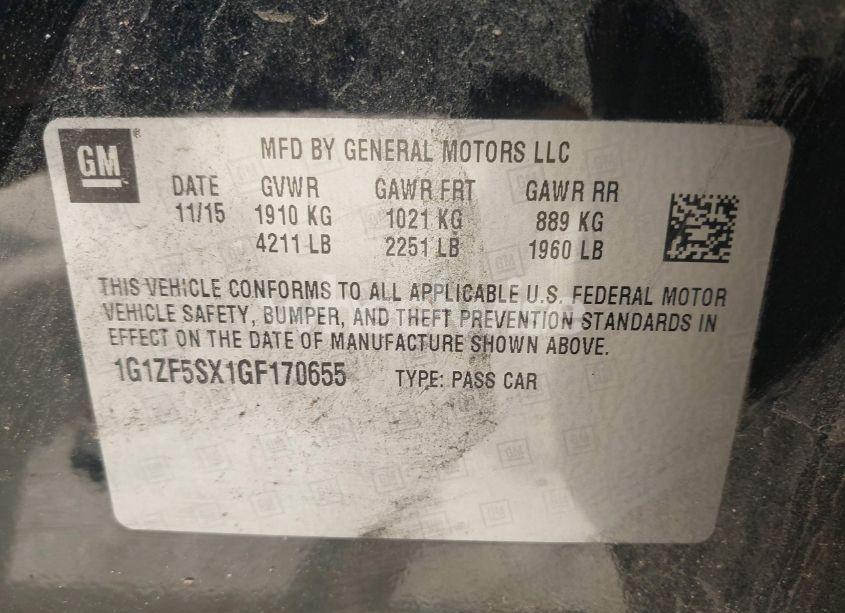 GM
MFD BY GENERAL MOTORS LLC
DATE GVWR GAWR FRT GAWR RR
11/15 1910 KG 1021 KG 889 KG
4211 LB 2251 LB 1960 LB
THIS VEHICLE CONFORMS TO ALL APPLICABLE U.S. FEDERAL MOTOR
VEHICLE SAFETY, BUMPER, AND THEFT PREVENTION STANDARDS IN
EFFECT ON THE DATE OF MANUFACTURE SHOWN ABOVE.
1G1ZF5SX1GF170655 TYPE: PASS CAR